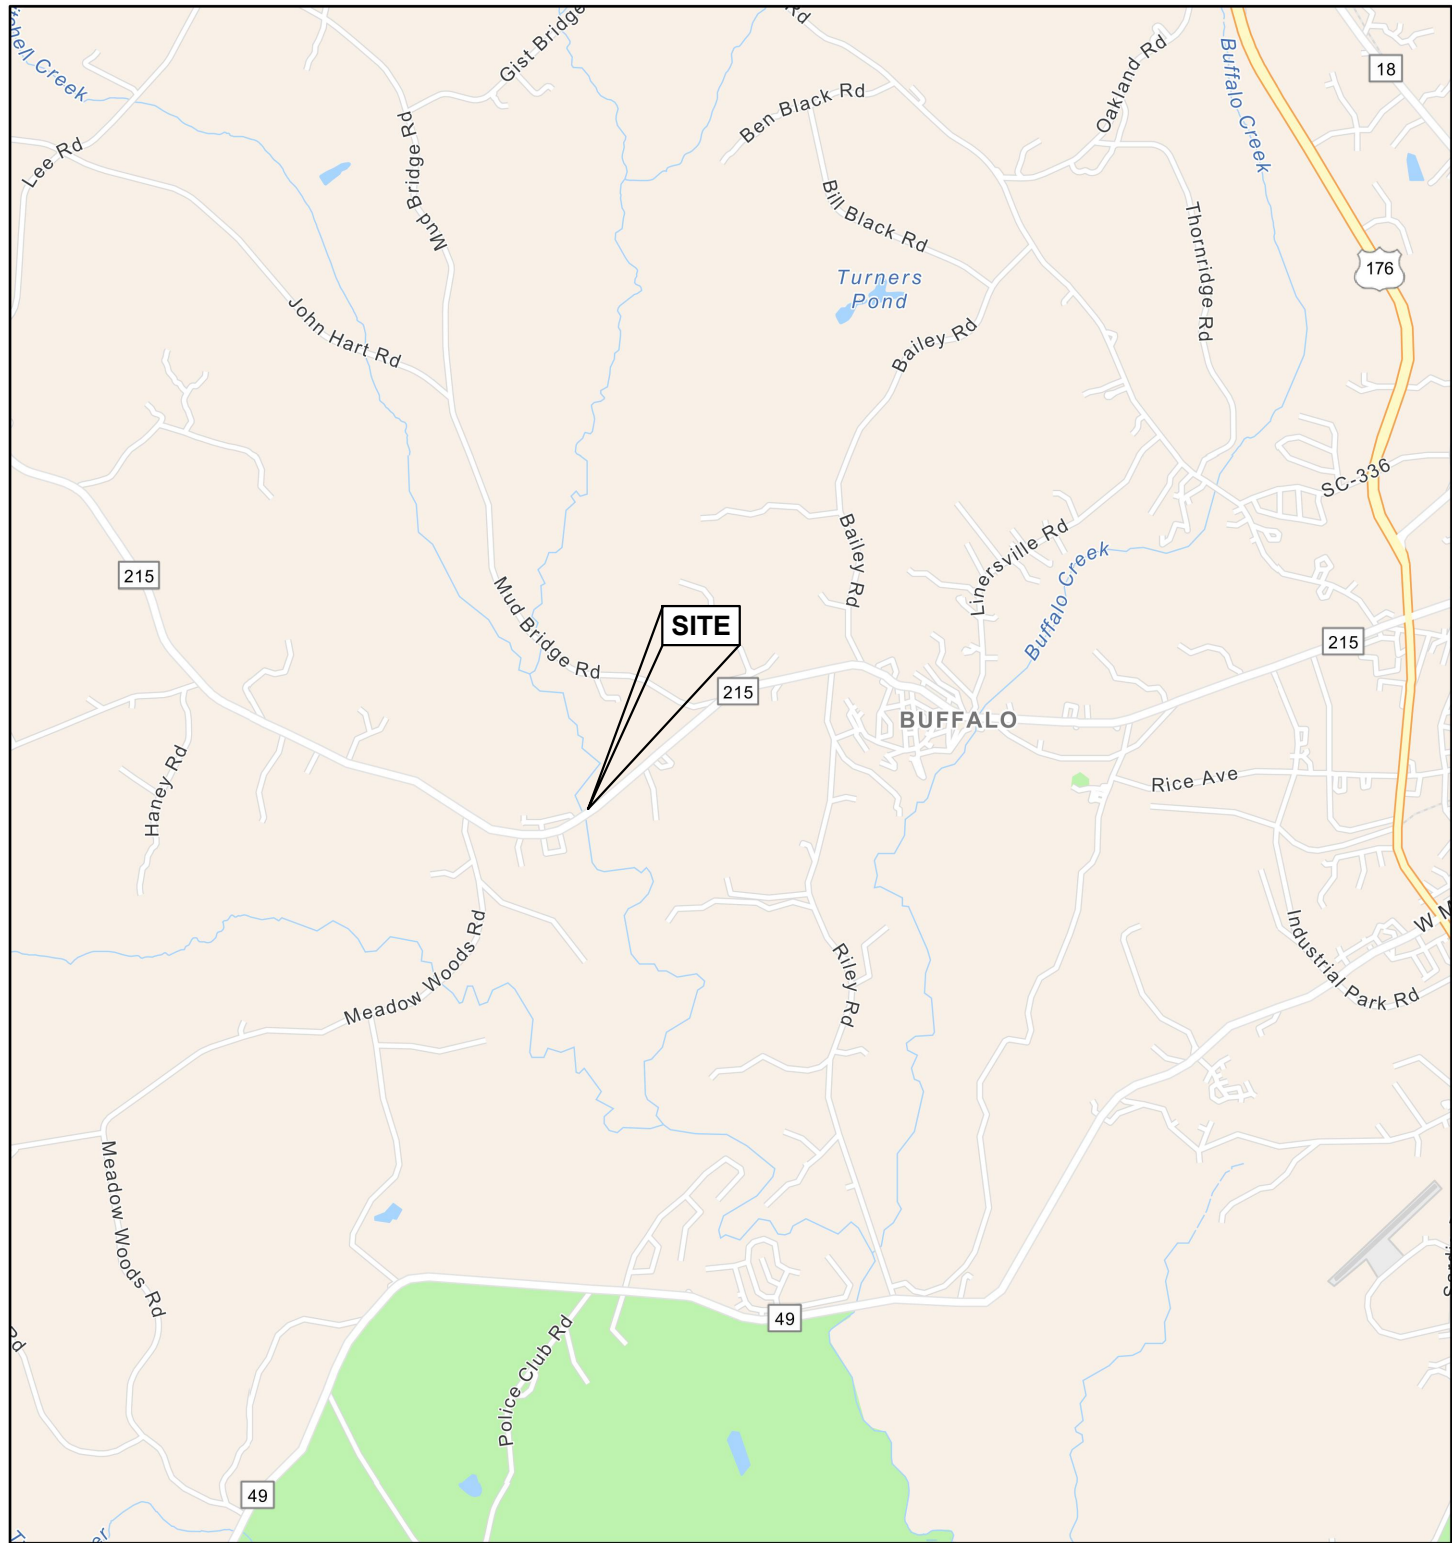 Gist Bridge
Rd
Oakland Rd
Buffalo Creek
18
Creek
Ben Black Rd
Lee Rd
Mud Bridge Rd
Bill Black Rd
Thornridge Rd
176
Turners
Pond
John Hart Rd
Bailey Rd
SC-336
215
Bailey Rd
Linersville Rd
Buffalo Creek
Mud Bridge Rd
SITE
215
215
BUFFALO
Haney Rd
Rice Ave
W M
Meadow Woods Rd
Riley Rd
Industrial Park Rd
Meadow Woods Rd
Rd
49
Police Club Rd
49